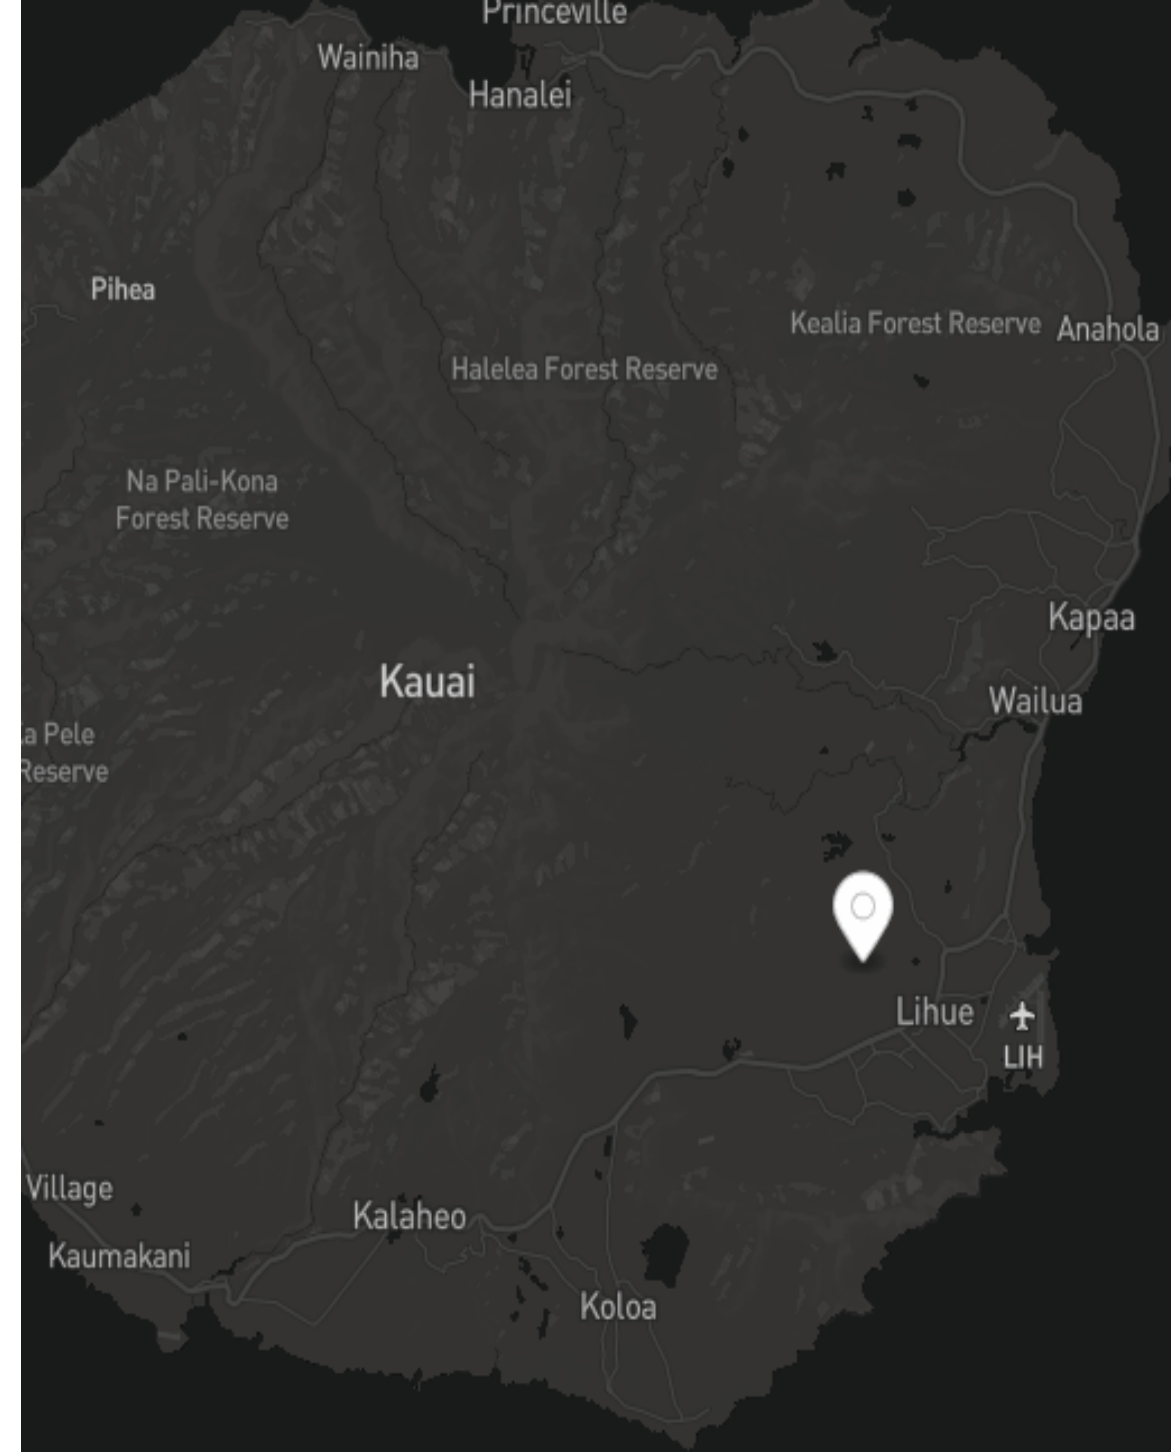 Princeville
Wainiha
Hanalei
Pihea
Kealia Forest Reserve
Anahola
Halelea Forest Reserve
Na Pali-Kona
Forest Reserve
Kapaa
Kauai
Wailua
a Pele
Reserve
Lihue
LIH
Village
Kalaheo
Kaumakani
Koloa